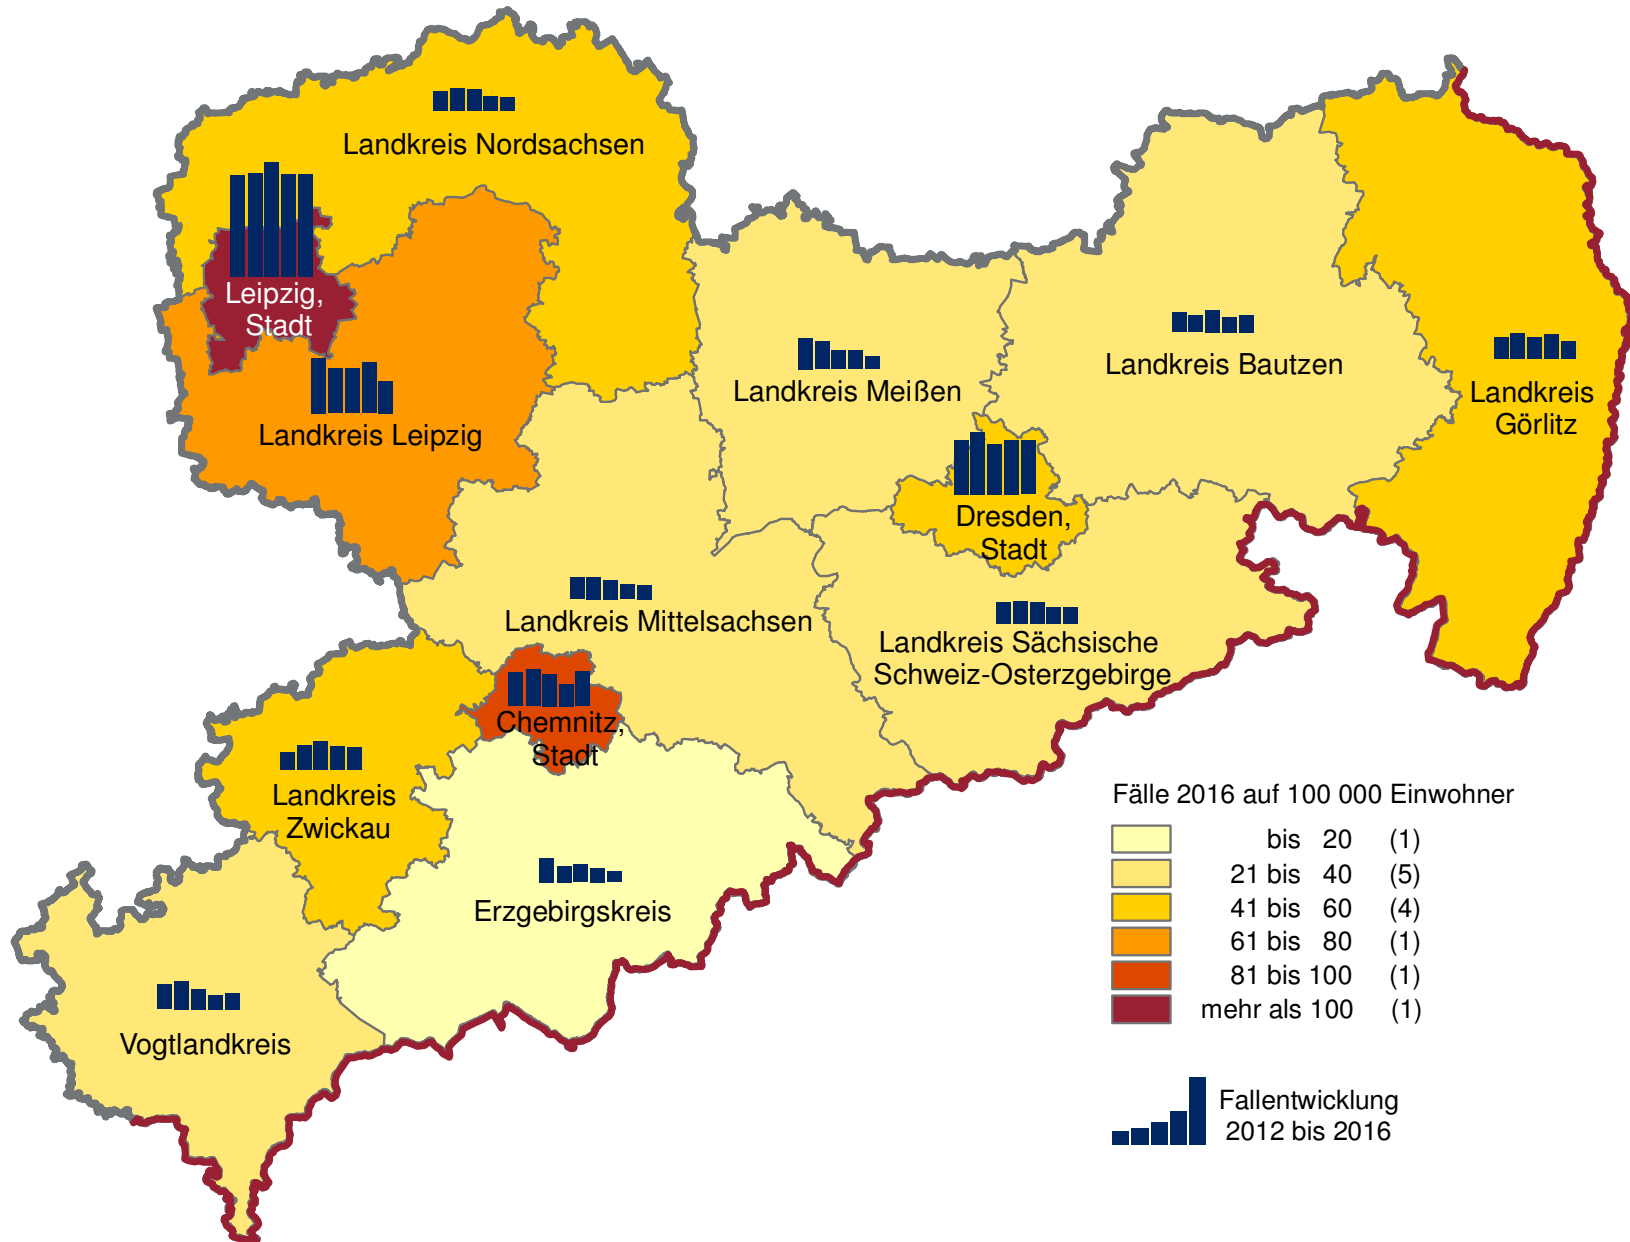 Landkreis Nordsachsen
Leipzig,
Stadt
Landkreis Leipzig
Landkreis Meißen
Landkreis Bautzen
Landkreis
Görlitz
Dresden,
Stadt
Landkreis Mittelsachsen
Landkreis Sächsische
Schweiz-Osterzgebirge
Chemnitz,
Stadt
Landkreis
Zwickau
Erzgebirgskreis
Vogtlandkreis
Fälle 2016 auf 100 000 Einwohner
bis 20 (1)
21 bis 40 (5)
41 bis 60 (4)
61 bis 80 (1)
81 bis 100 (1)
mehr als 100 (1)
Fallentwicklung
2012 bis 2016